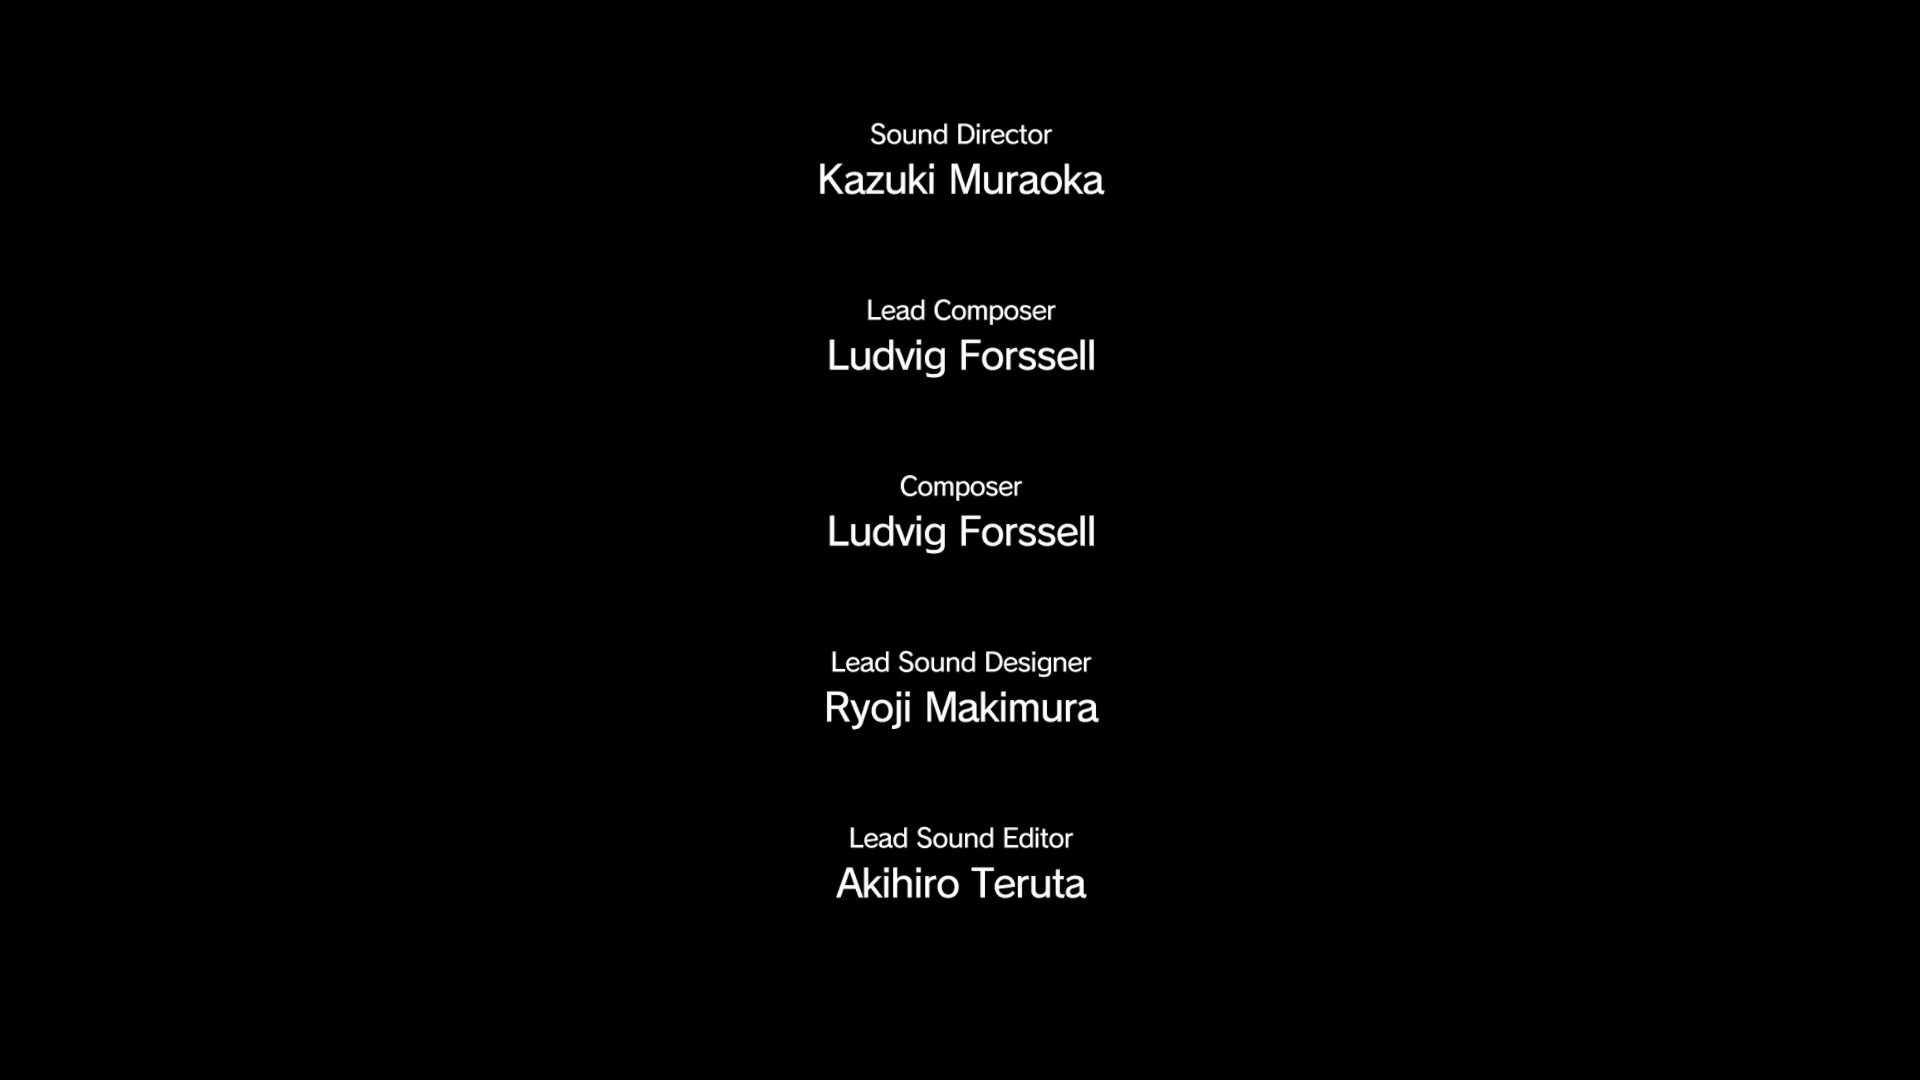 Sound Director
Kazuki Muraoka
Lead Composer
Ludvig Forssell
Composer
Ludvig Forssell
Lead Sound Designer
Ryoji Makimura
Lead Sound Editor
Akihiro Teruta